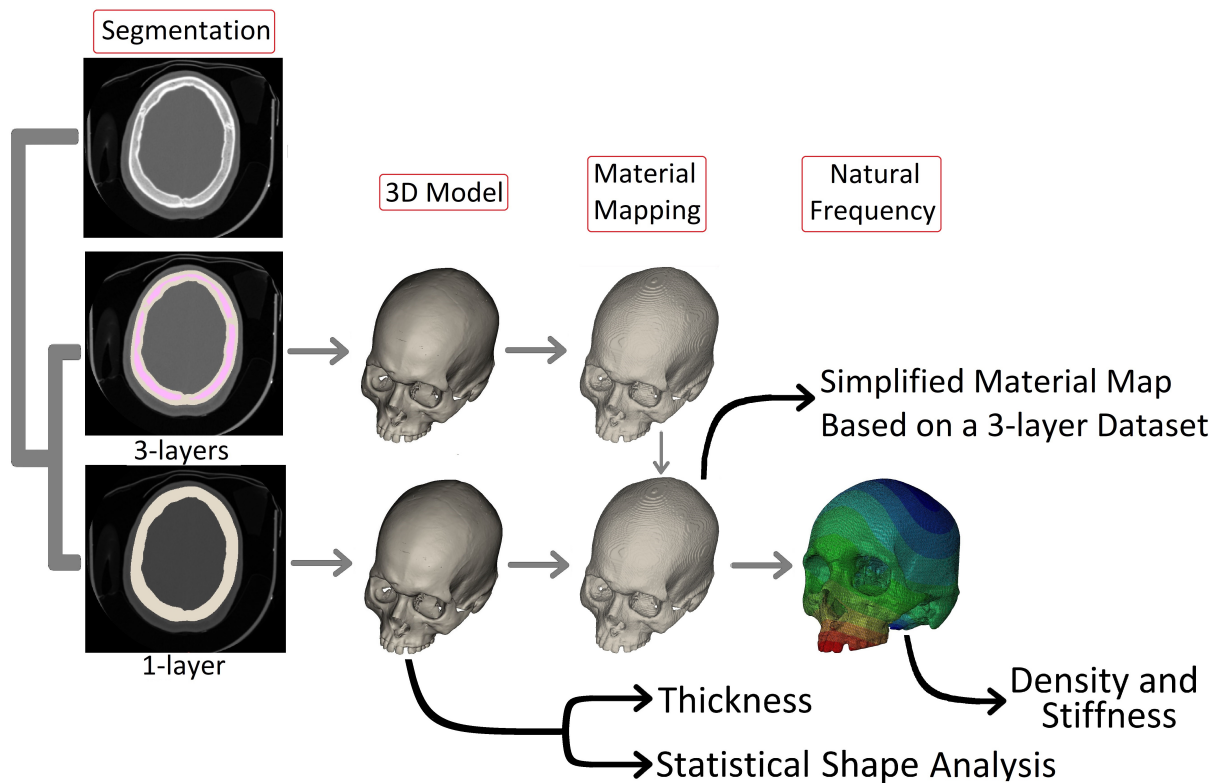 Segmentation
3D Model
Material
Mapping
Natural
Frequency
3-layers
Simplified Material Map
Based on a 3-layer Dataset
1-layer
Thickness
Density and
Stiffness
Statistical Shape Analysis